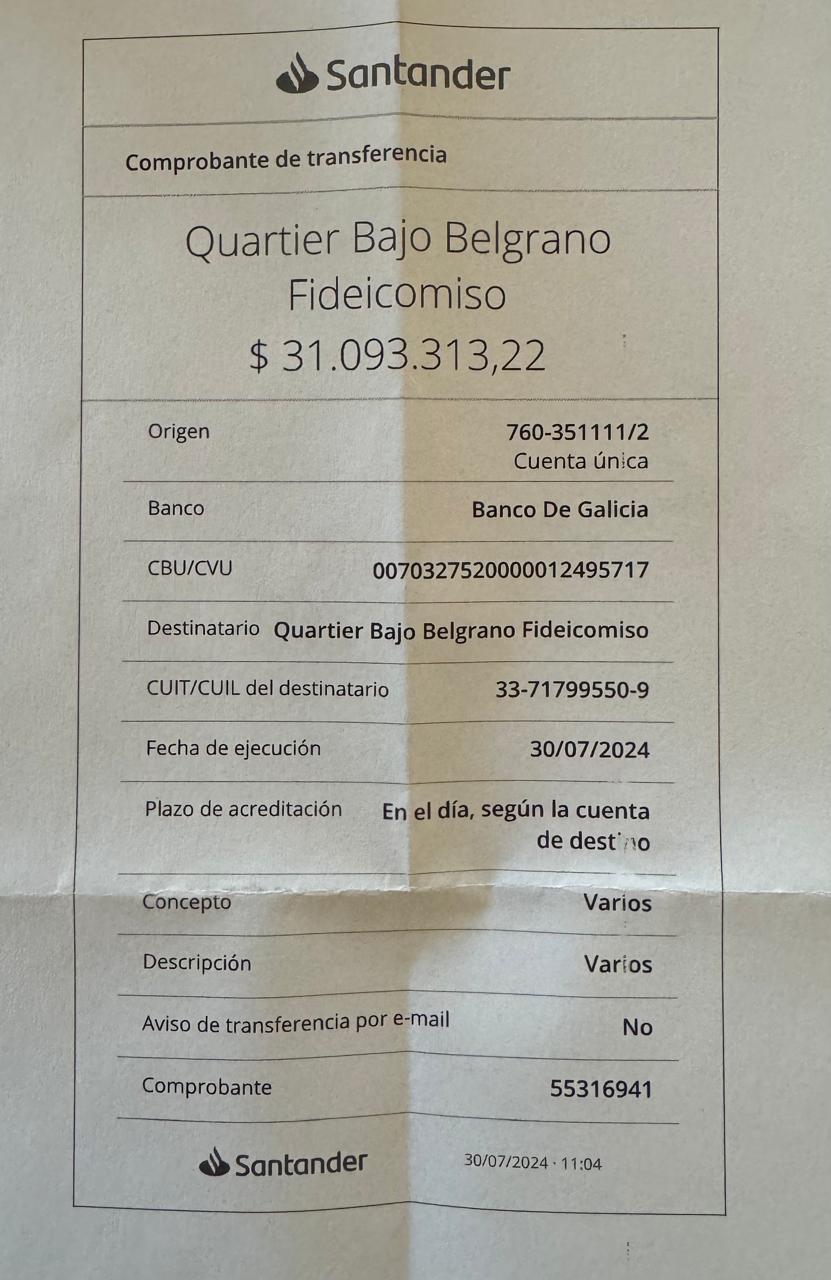 Santander
Comprobante de transferencia
Quartier Bajo Belgrano
Fideicomiso
$ 31.093.313,22
Origen 760-351111/2
Cuenta única
Banco Banco De Galicia
CBU/CVU 0070327520000012495717
Destinatario Quartier Bajo Belgrano Fideicomiso
CUIT/CUIL del destinatario 33-71799550-9
Fecha de ejecución 30/07/2024
Plazo de acreditación En el día, según la cuenta
de destino
Concepto Varios
Descripción Varios
Aviso de transferencia por e-mail No
Comprobante 55316941
Santander 30/07/2024 · 11:04